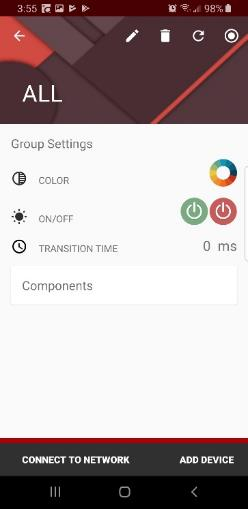 3:55 98%
ALL
Group Settings
COLOR
ON/OFF
TRANSITION TIME 0 ms
Components
CONNECT TO NETWORK ADD DEVICE